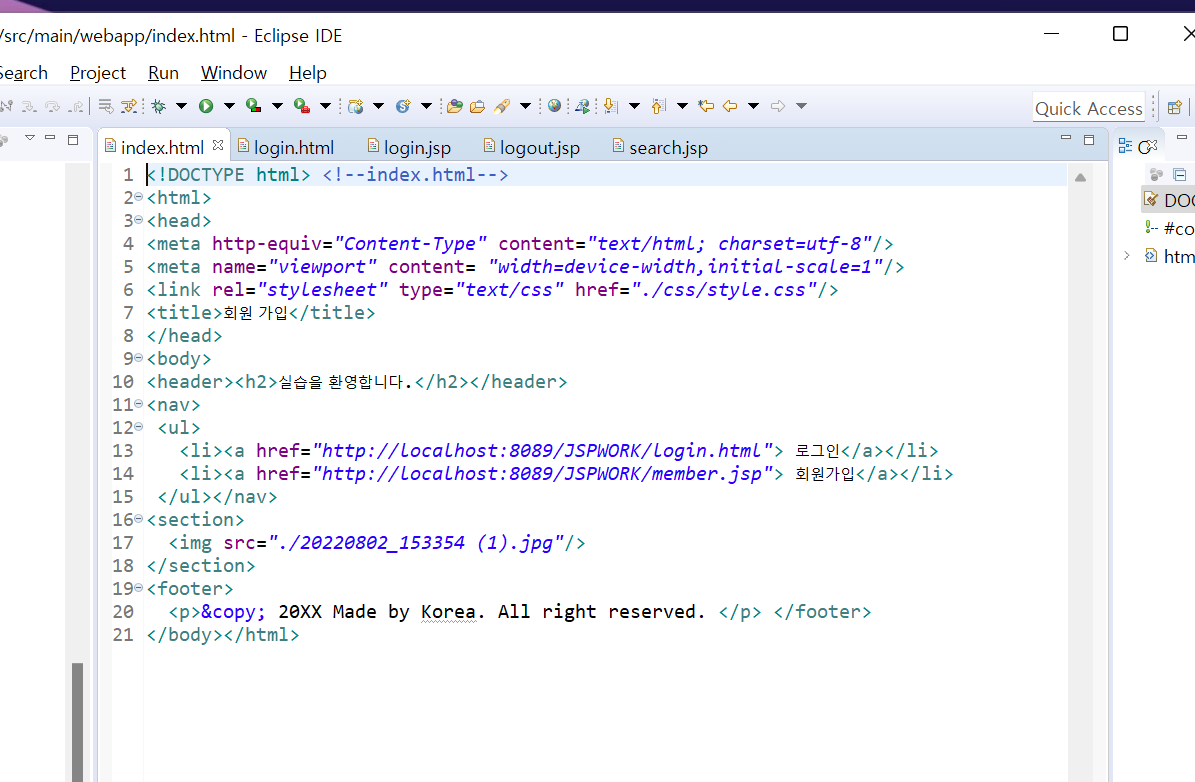 /src/main/webapp/index.html - Eclipse IDE
Search Project Run Window Help
Quick Access
index.html login.html login.jsp logout.jsp search.jsp
1 <!DOCTYPE html> <!--index.html-->
2 <html>
3 <head>
4 <meta http-equiv="Content-Type" content="text/html; charset=utf-8"/>
5 <meta name="viewport" content= "width=device-width,initial-scale=1"/>
6 <link rel="stylesheet" type="text/css" href="./css/style.css"/>
7 <title>회원 가입</title>
8 </head>
9 <body>
10 <header><h2>실습을 환영합니다.</h2></header>
11 <nav>
12 <ul>
13 <li><a href="http://localhost:8089/JSPWORK/login.html"> 로그인</a></li>
14 <li><a href="http://localhost:8089/JSPWORK/member.jsp"> 회원가입</a></li>
15 </ul></nav>
16 <section>
17 <img src="./20220802_153354 (1).jpg"/>
18 </section>
19 <footer>
20 <p>&copy; 20XX Made by Korea. All right reserved. </p> </footer>
21 </body></html>
DOC
#co
htm